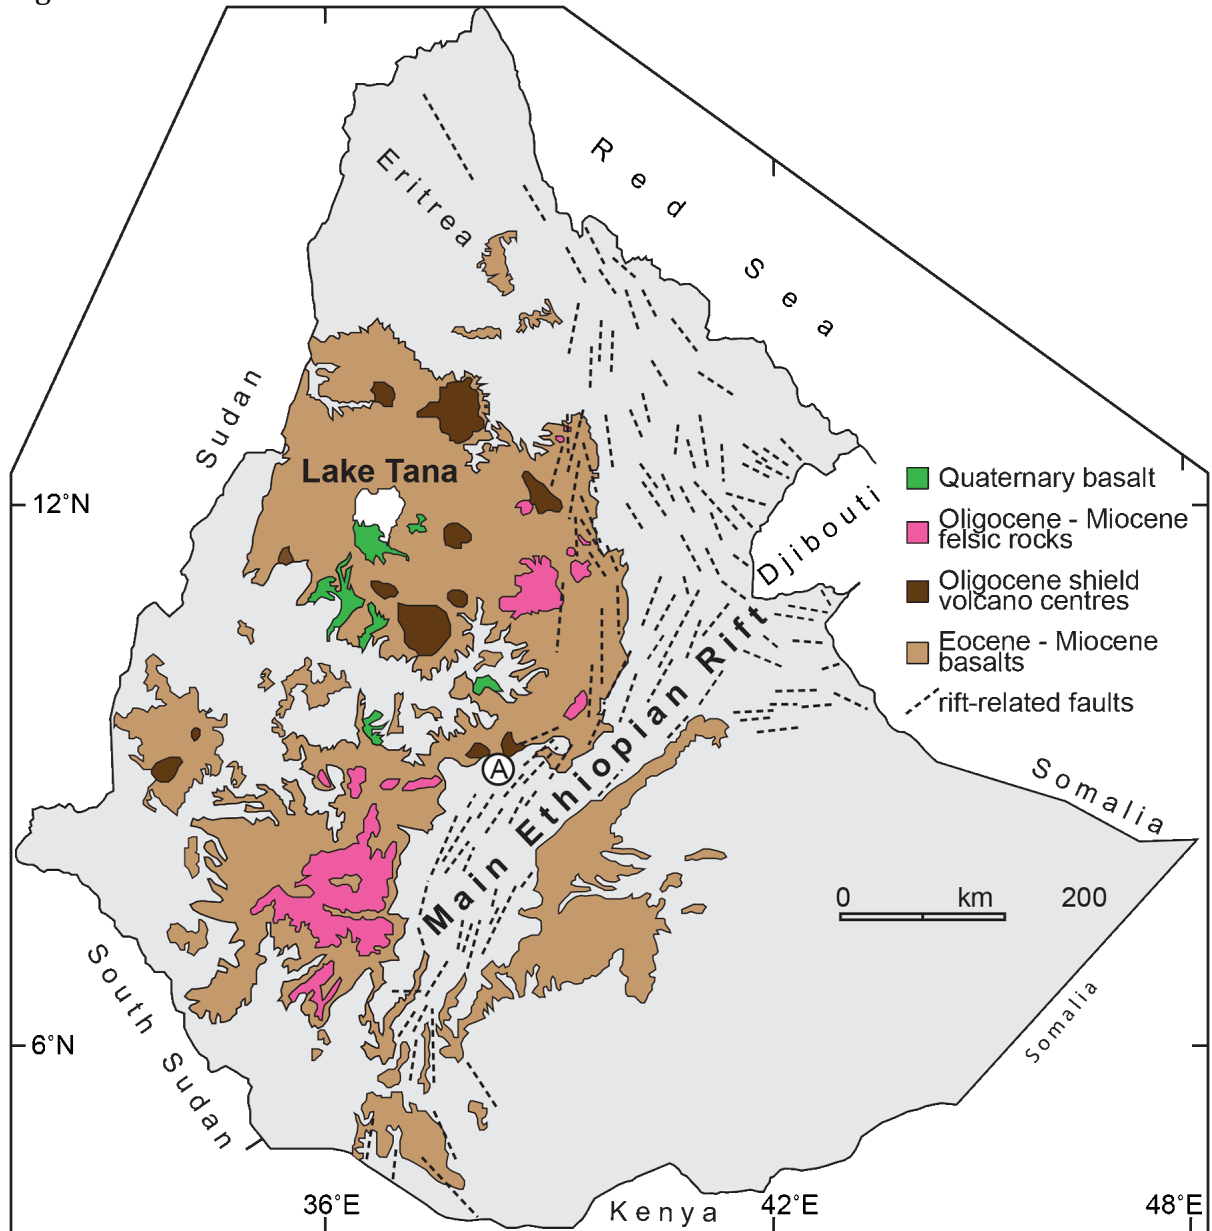 Red Sea
Eritrea
Sudan
Lake Tana
12°N
Djibouti
Quaternary basalt
Oligocene - Miocene
felsic rocks
Oligocene shield
volcano centres
Eocene - Miocene
basalts
rift-related faults
Main Ethiopian Rift
A
Somalia
0 km 200
South Sudan
Somalia
6°N
36°E
Kenya
42°E
48°E